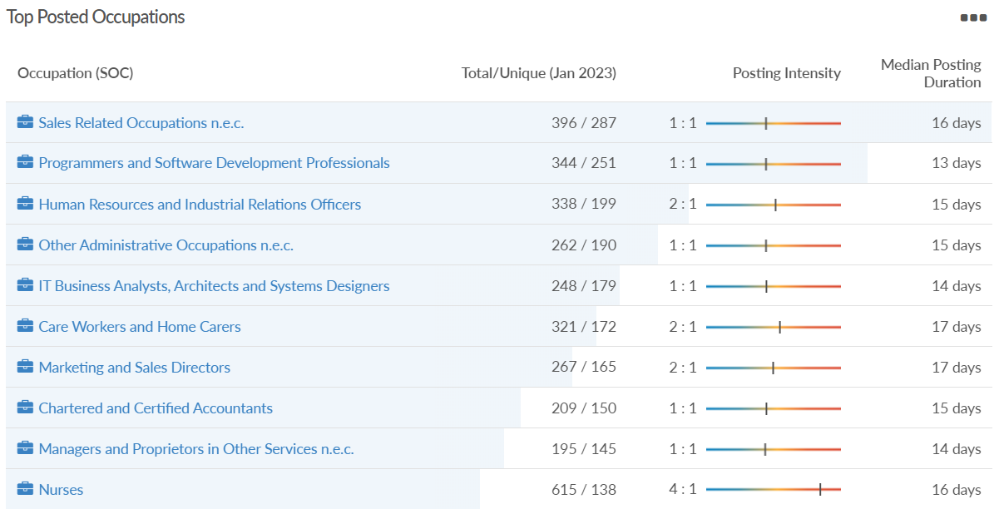 Top Posted Occupations
Occupation (SOC) Total/Unique (Jan 2023) Posting Intensity Median Posting Duration
Sales Related Occupations n.e.c. 396 / 287 1 : 1 16 days
Programmers and Software Development Professionals 344 / 251 1 : 1 13 days
Human Resources and Industrial Relations Officers 338 / 199 2 : 1 15 days
Other Administrative Occupations n.e.c. 262 / 190 1 : 1 15 days
IT Business Analysts, Architects and Systems Designers 248 / 179 1 : 1 14 days
Care Workers and Home Carers 321 / 172 2 : 1 17 days
Marketing and Sales Directors 267 / 165 2 : 1 17 days
Chartered and Certified Accountants 209 / 150 1 : 1 15 days
Managers and Proprietors in Other Services n.e.c. 195 / 145 1 : 1 14 days
Nurses 615 / 138 4 : 1 16 days